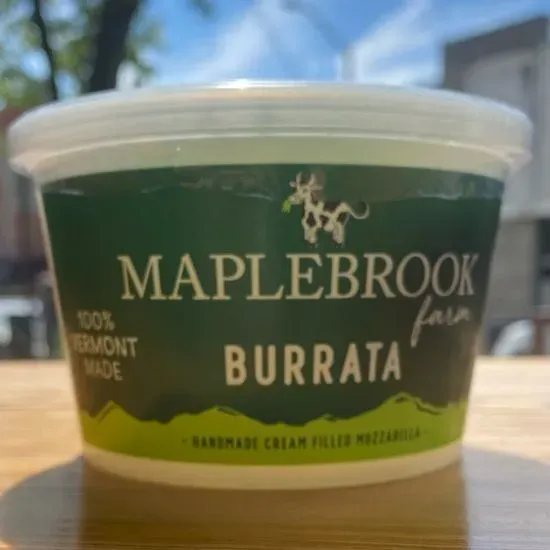 MAPLEBROOK
farm
100%
VERMONT
MADE
BURRATA
- HANDMADE CREAM FILLED MOZZARELLA -